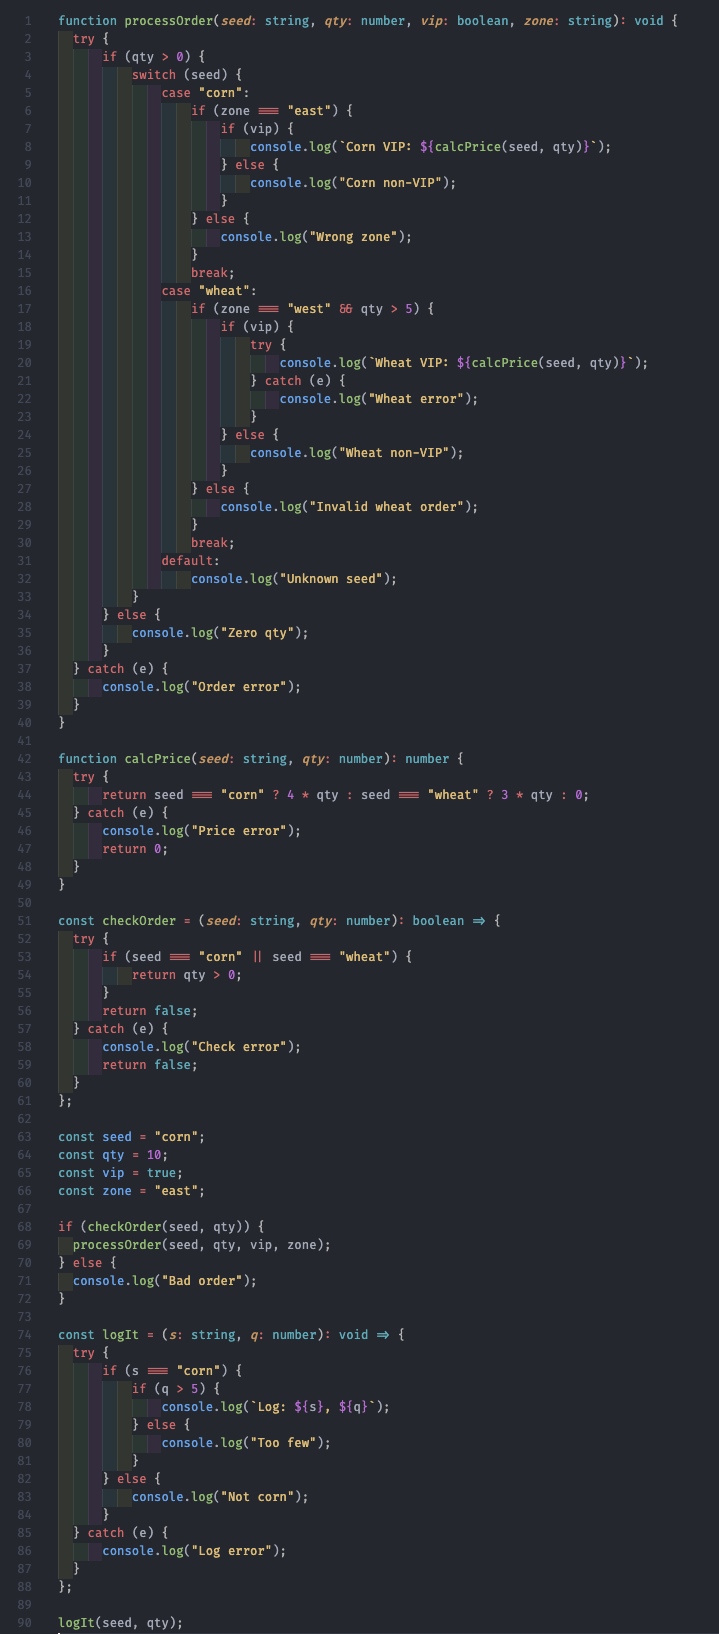 1 function processOrder(seed: string, qty: number, vip: boolean, zone: string): void {
2 try {
3 if (qty > 0) {
4 switch (seed) {
5 case "corn":
6 if (zone === "east") {
7 if (vip) {
8 console.log(`Corn VIP: ${calcPrice(seed, qty)}`);
9 } else {
10 console.log("Corn non-VIP");
11 }
12 } else {
13 console.log("Wrong zone");
14 }
15 break;
16 case "wheat":
17 if (zone === "west" && qty > 5) {
18 if (vip) {
19 try {
20 console.log(`Wheat VIP: ${calcPrice(seed, qty)}`);
21 } catch (e) {
22 console.log("Wheat error");
23 }
24 } else {
25 console.log("Wheat non-VIP");
26 }
27 } else {
28 console.log("Invalid wheat order");
29 }
30 break;
31 default:
32 console.log("Unknown seed");
33 }
34 } else {
35 console.log("Zero qty");
36 }
37 } catch (e) {
38 console.log("Order error");
39 }
40 }
41
42 function calcPrice(seed: string, qty: number): number {
43 try {
44 return seed === "corn" ? 4 * qty : seed === "wheat" ? 3 * qty : 0;
45 } catch (e) {
46 console.log("Price error");
47 return 0;
48 }
49 }
50
51 const checkOrder = (seed: string, qty: number): boolean => {
52 try {
53 if (seed === "corn" || seed === "wheat") {
54 return qty > 0;
55 }
56 return false;
57 } catch (e) {
58 console.log("Check error");
59 return false;
60 }
61 };
62
63 const seed = "corn";
64 const qty = 10;
65 const vip = true;
66 const zone = "east";
67
68 if (checkOrder(seed, qty)) {
69 processOrder(seed, qty, vip, zone);
70 } else {
71 console.log("Bad order");
72 }
73
74 const logIt = (s: string, q: number): void => {
75 try {
76 if (s === "corn") {
77 if (q > 5) {
78 console.log(`Log: ${s}, ${q}`);
79 } else {
80 console.log("Too few");
81 }
82 } else {
83 console.log("Not corn");
84 }
85 } catch (e) {
86 console.log("Log error");
87 }
88 };
89
90 logIt(seed, qty);